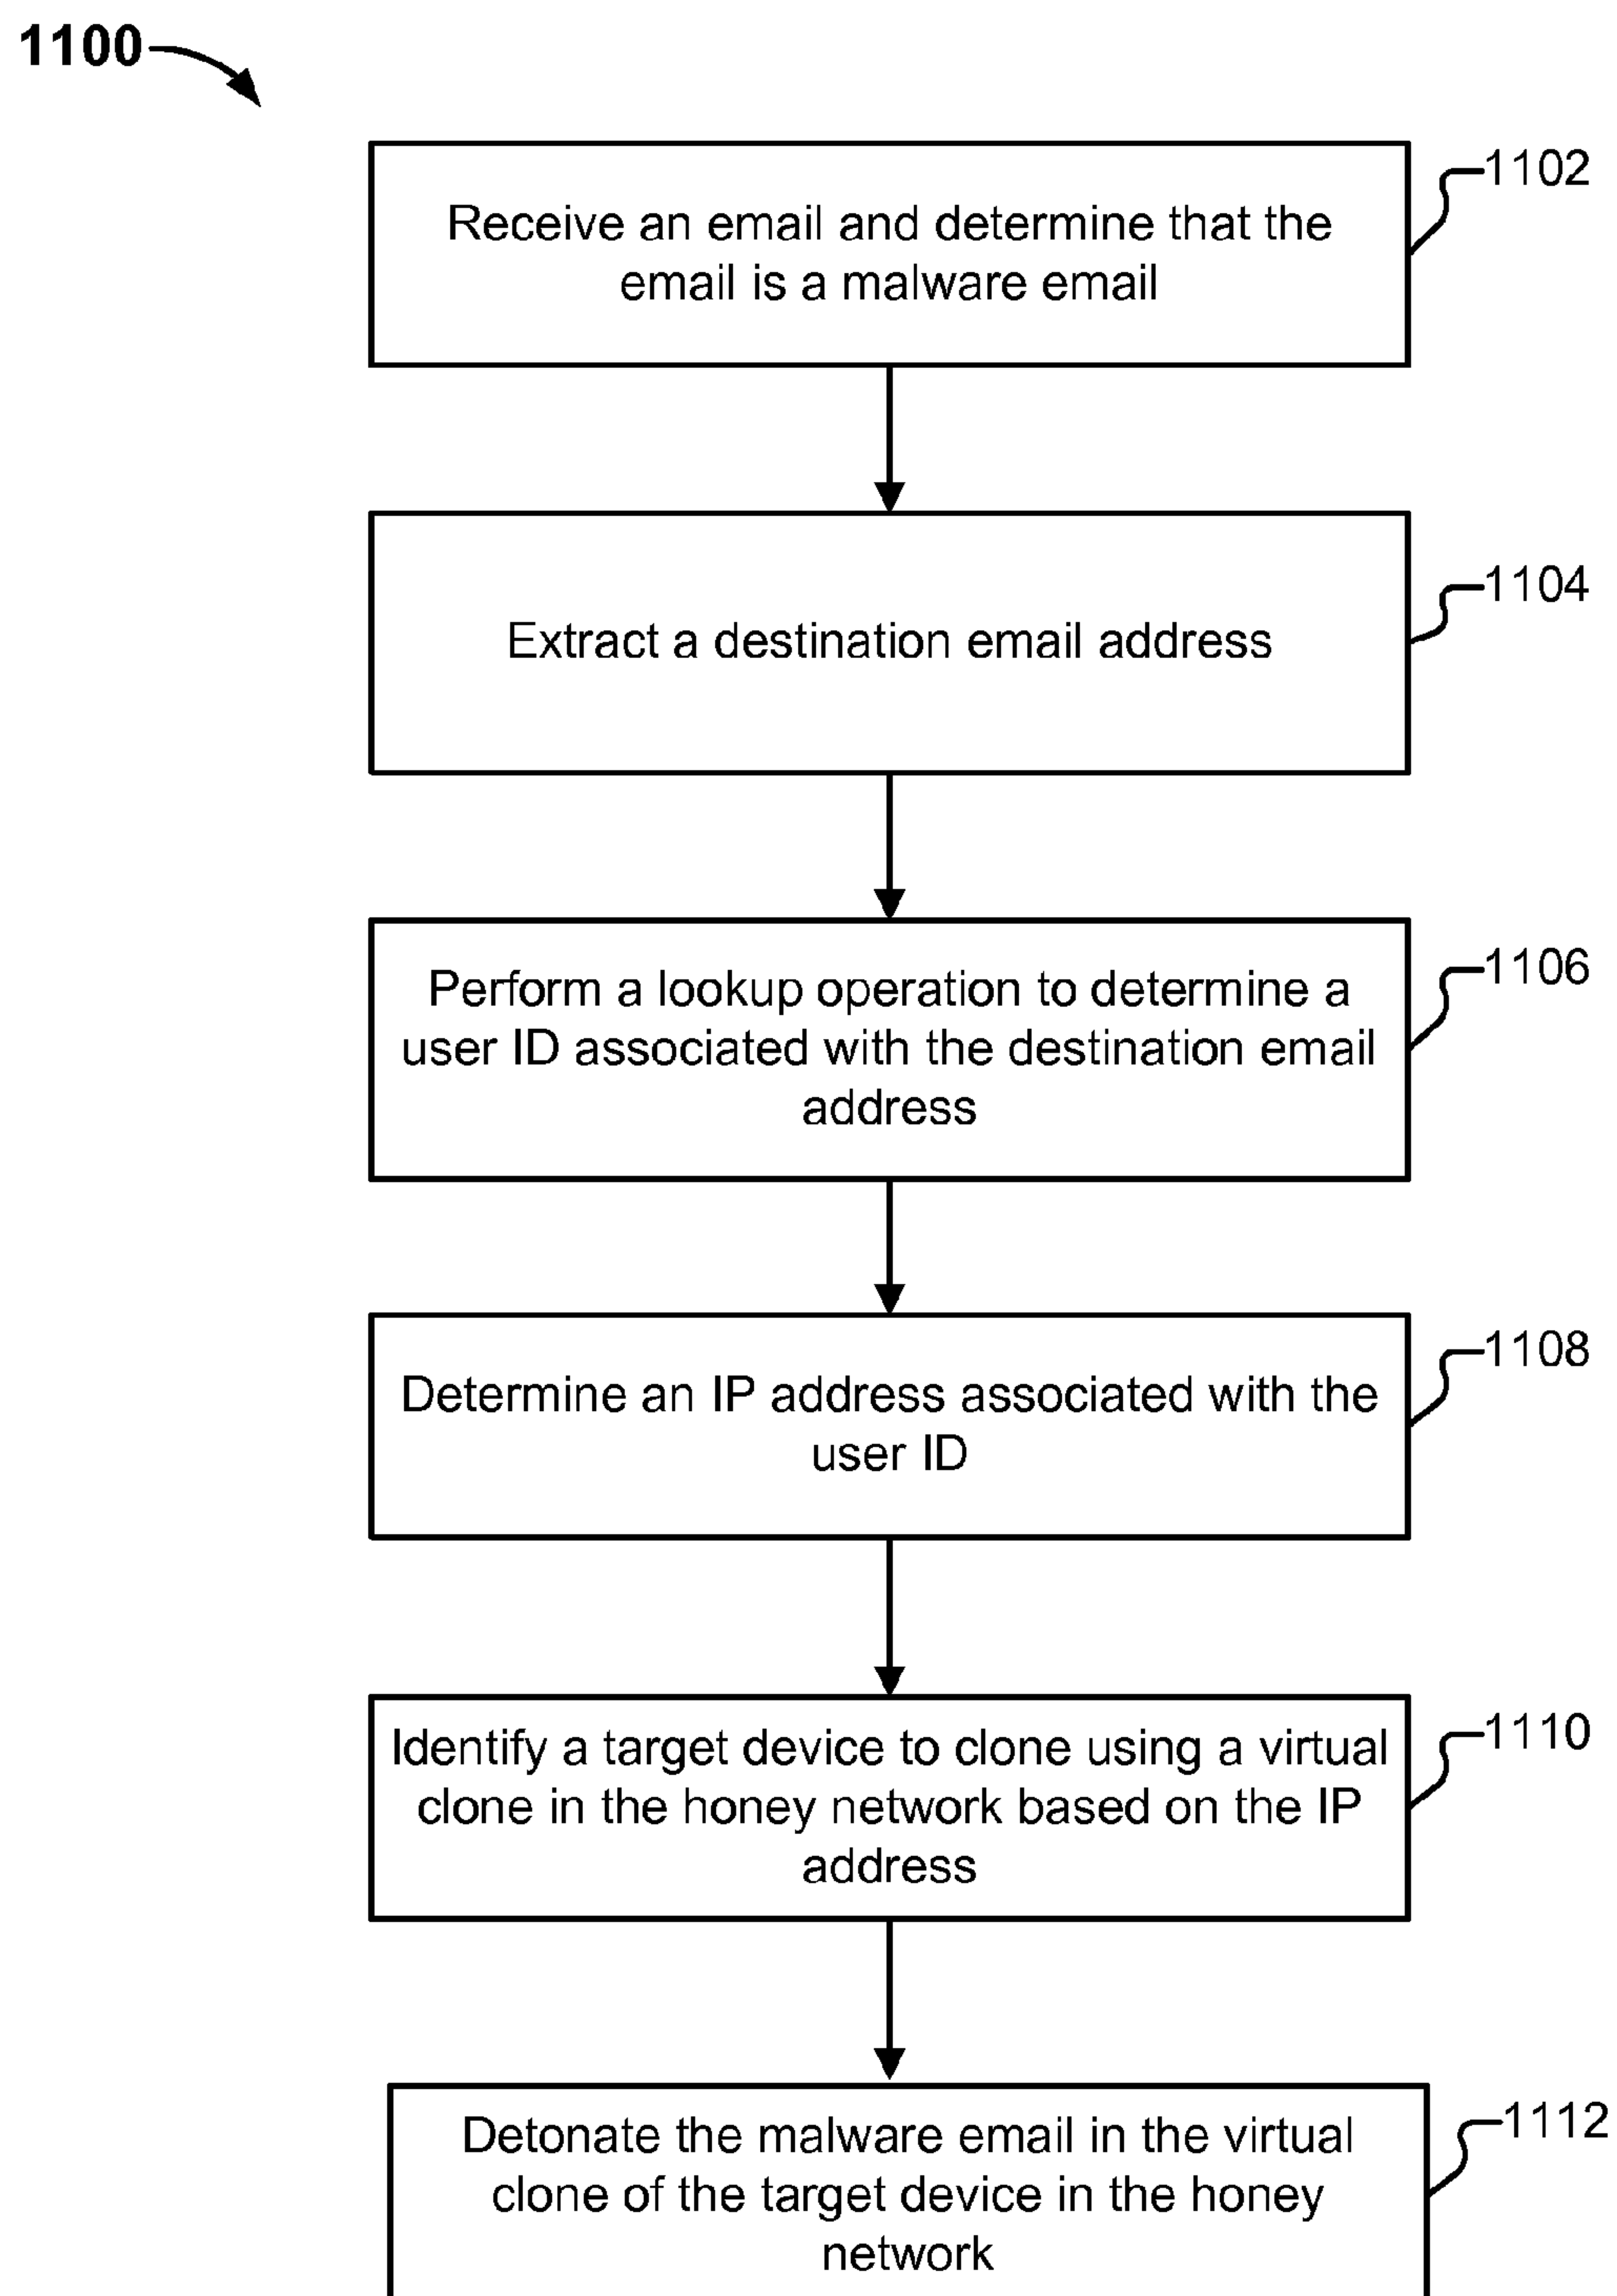 1100
Receive an email and determine that the
email is a malware email
1102
Extract a destination email address
1104
Perform a lookup operation to determine a
user ID associated with the destination email
address
1106
Determine an IP address associated with the
user ID
1108
Identify a target device to clone using a virtual
clone in the honey network based on the IP
address
1110
Detonate the malware email in the virtual
clone of the target device in the honey
network
1112